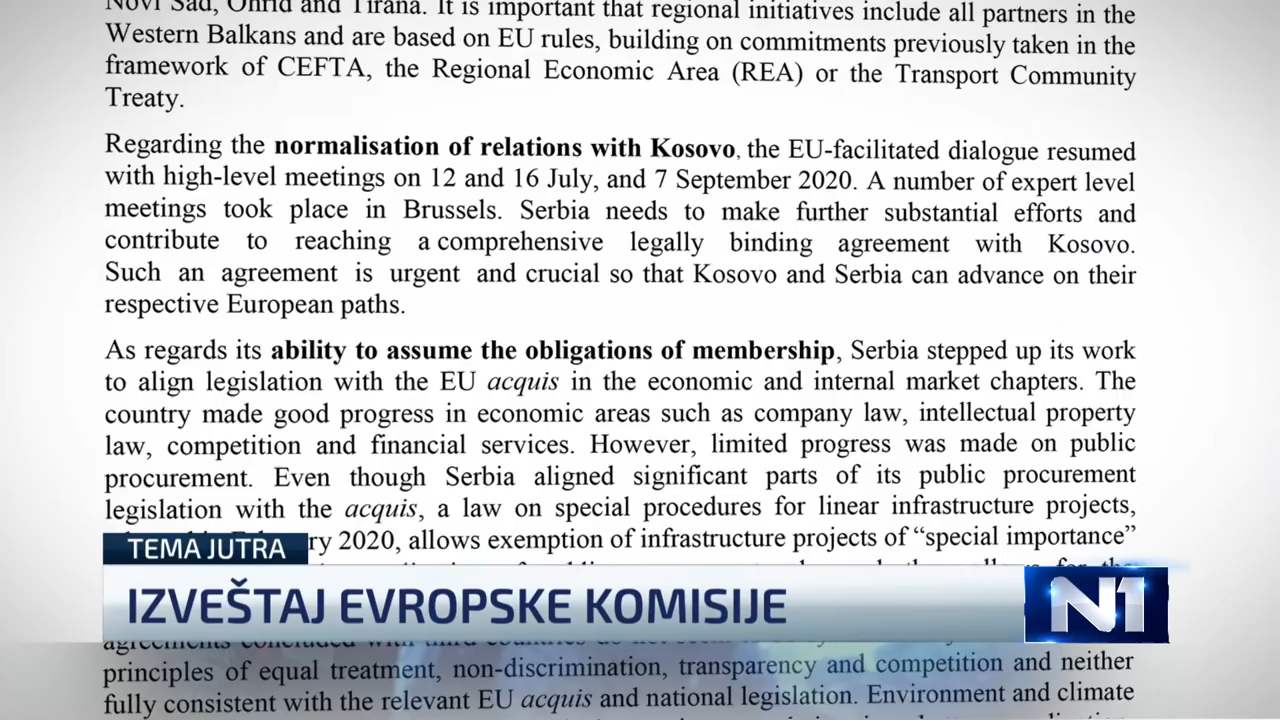 Novi Sad, Ohrid and Tirana. It is important that regional initiatives include all partners in the
Western Balkans and are based on EU rules, building on commitments previously taken in the
framework of CEFTA, the Regional Economic Area (REA) or the Transport Community
Treaty.
Regarding the normalisation of relations with Kosovo, the EU-facilitated dialogue resumed
with high-level meetings on 12 and 16 July, and 7 September 2020. A number of expert level
meetings took place in Brussels. Serbia needs to make further substantial efforts and
contribute to reaching a comprehensive legally binding agreement with Kosovo.
Such an agreement is urgent and crucial so that Kosovo and Serbia can advance on their
respective European paths.
As regards its ability to assume the obligations of membership, Serbia stepped up its work
to align legislation with the EU acquis in the economic and internal market chapters. The
country made good progress in economic areas such as company law, intellectual property
law, competition and financial services. However, limited progress was made on public
procurement. Even though Serbia aligned significant parts of its public procurement
legislation with the acquis, a law on special procedures for linear infrastructure projects,
2020, allows exemption of infrastructure projects of “special importance”
TEMA JUTRA
IZVEŠTAJ EVROPSKE KOMISIJE
N1
agreements concluded with third countries do not
principles of equal treatment, non-discrimination, transparency and competition and neither
fully consistent with the relevant EU acquis and national legislation. Environment and climate